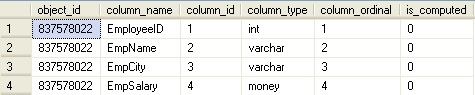 object_id column_name column_id column_type column_ordinal is_computed
1 837578022 EmployeeID 1 int 1 0
2 837578022 EmpName 2 varchar 2 0
3 837578022 EmpCity 3 varchar 3 0
4 837578022 EmpSalary 4 money 4 0